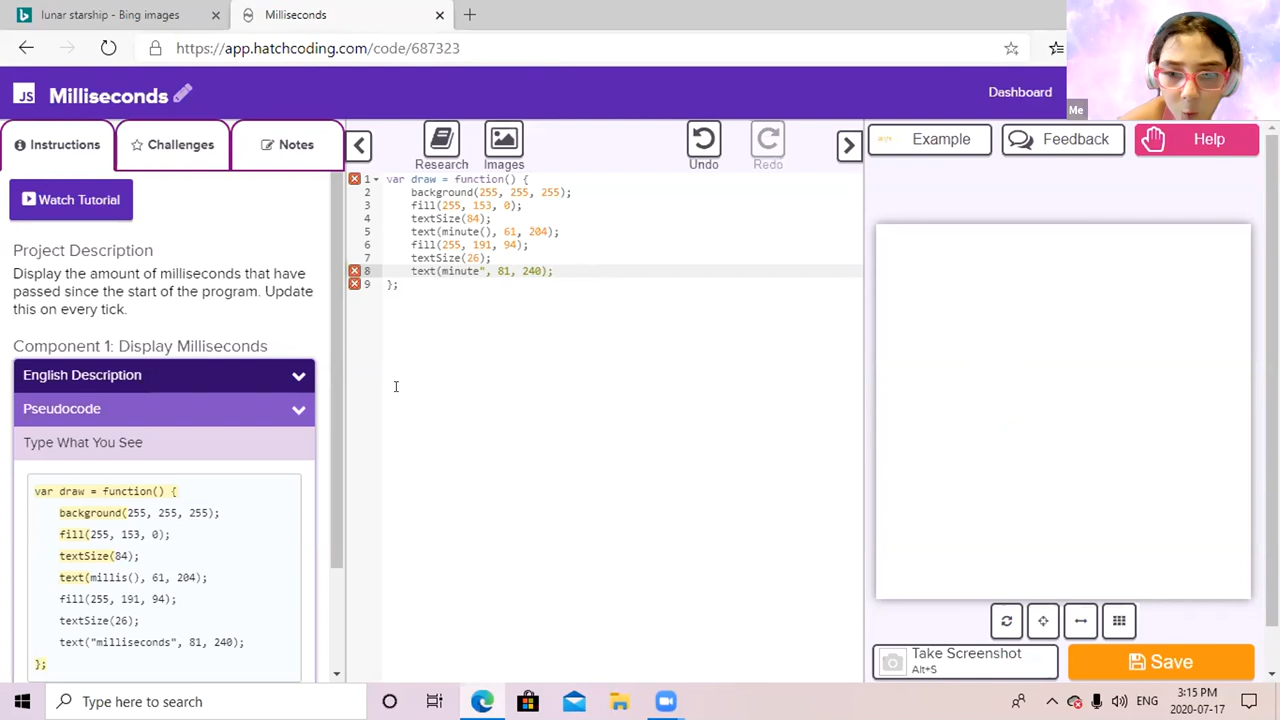 lunar starship - Bing images
Milliseconds
https://app.hatchcoding.com/code/687323
JS
Milliseconds
Dashboard
Me
Instructions
Challenges
Notes
Research
Images
Undo
Redo
Example
Feedback
Help
Watch Tutorial
Project Description
Display the amount of milliseconds that have
passed since the start of the program. Update
this on every tick.
Component 1: Display Milliseconds
English Description
Pseudocode
Type What You See
var draw = function() {
background(255, 255, 255);
fill(255, 153, 0);
textSize(84);
text(millis(), 61, 204);
fill(255, 191, 94);
textSize(26);
text("milliseconds", 81, 240);
};
1 var draw = function() {
2 background(255, 255, 255);
3 fill(255, 153, 0);
4 textSize(84);
5 text(minute(), 61, 204);
6 fill(255, 191, 94);
7 textSize(26);
8 text(minute", 81, 240);
9 };
Take Screenshot
Alt+S
Save
Type here to search
ENG
3:15 PM
2020-07-17